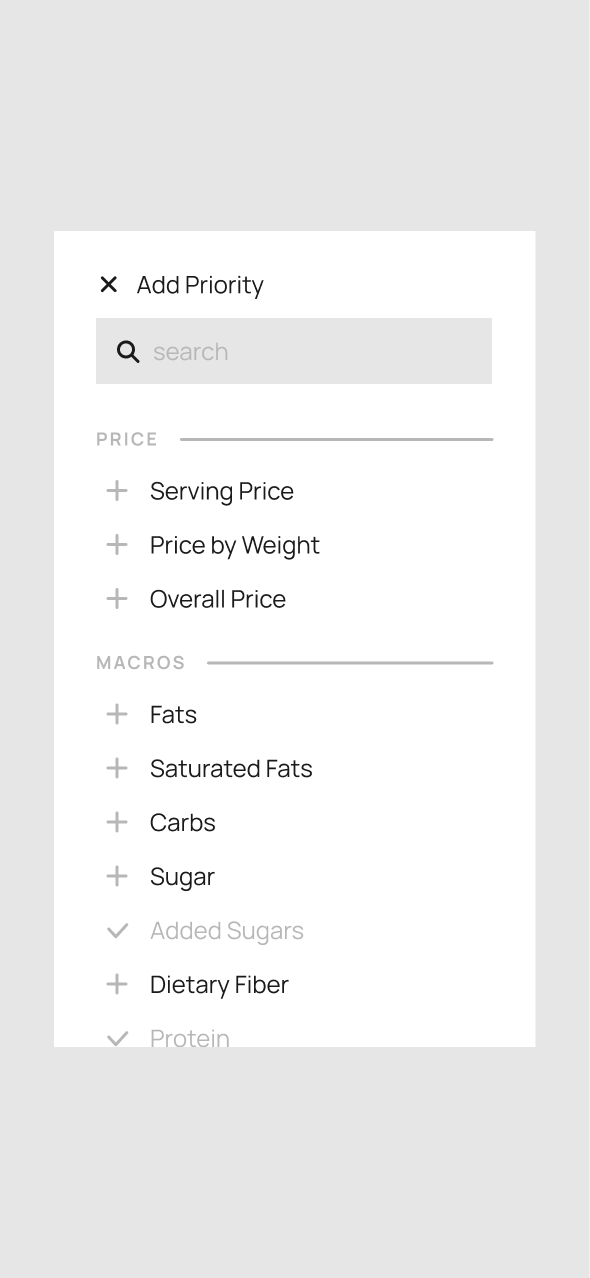 Add Priority
search
PRICE
Serving Price
Price by Weight
Overall Price
MACROS
Fats
Saturated Fats
Carbs
Sugar
Added Sugars
Dietary Fiber
Protein